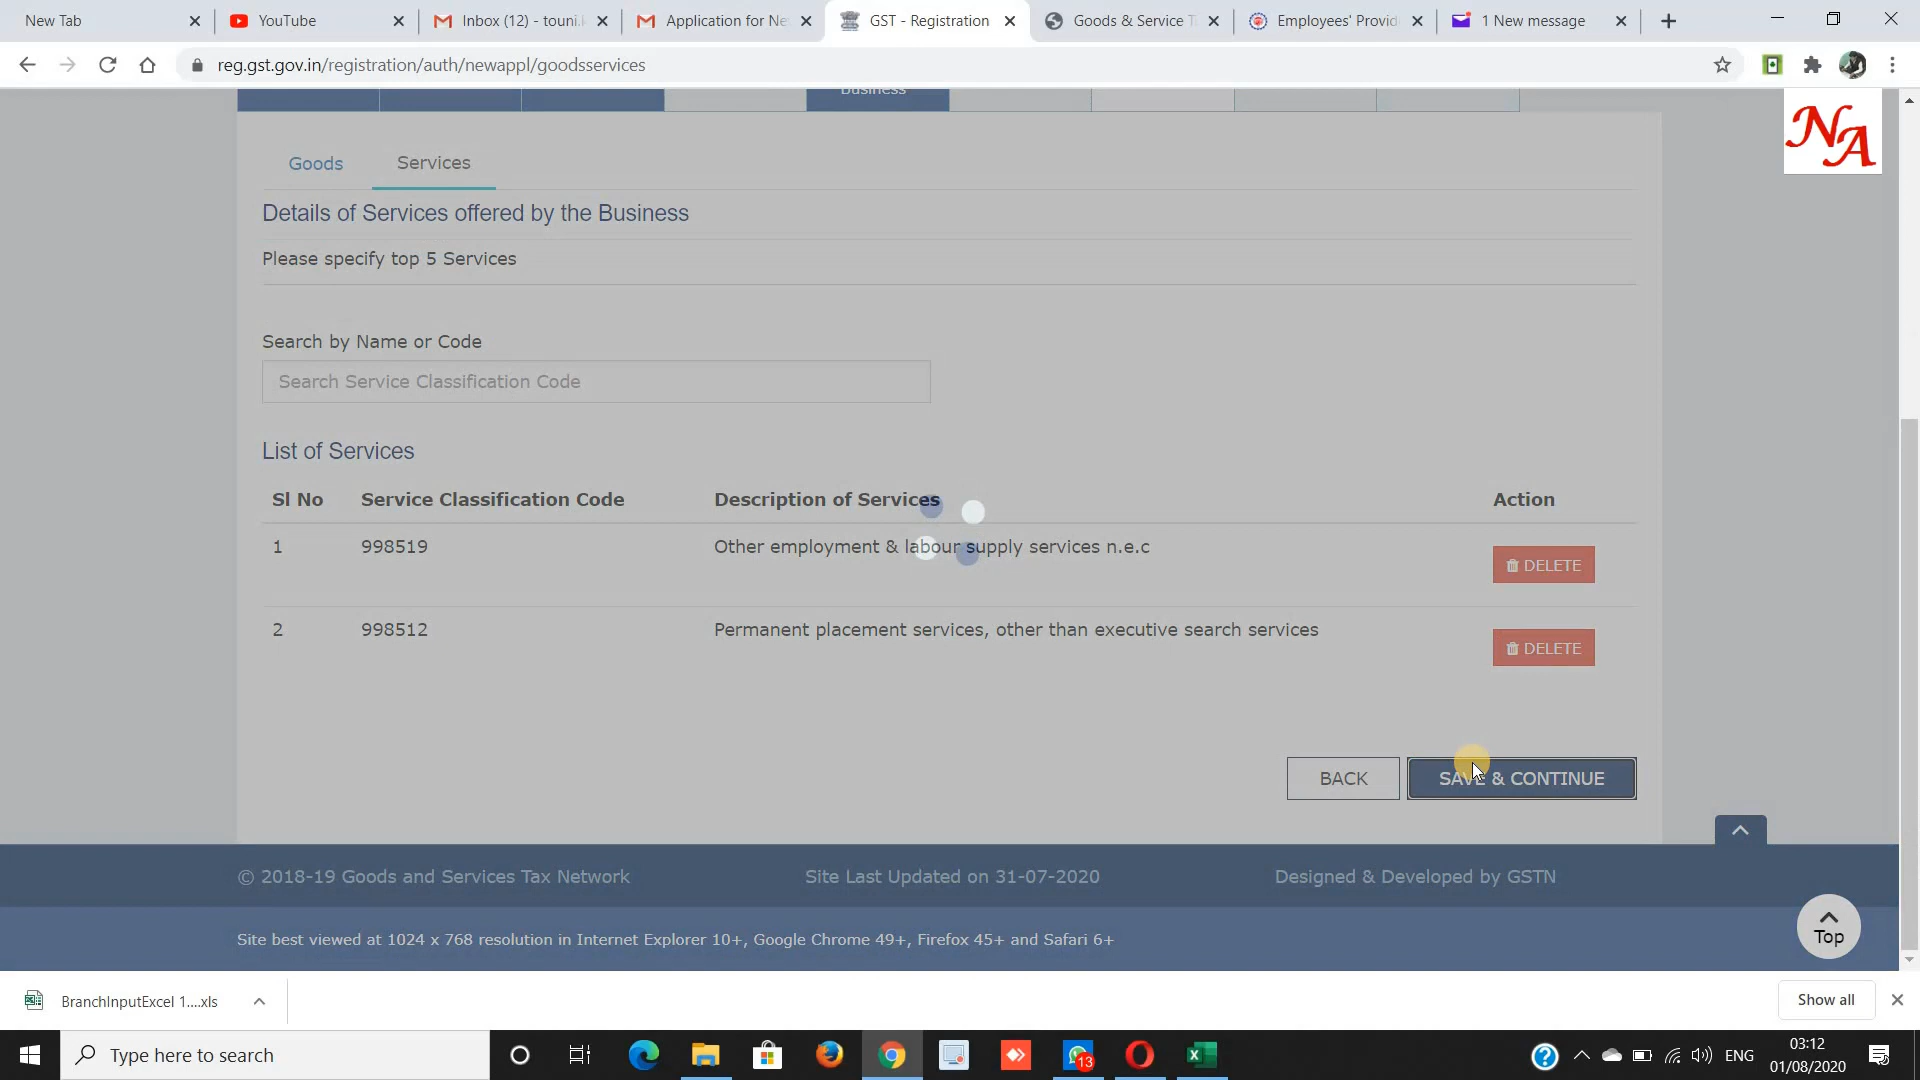 New Tab
YouTube
Inbox (12) - touni.
Application for Ne
GST - Registration
Goods & Service T
Employees' Provid
1 New message
reg.gst.gov.in/registration/auth/newappl/goodsservices
Business
NA
Goods
Services
Details of Services offered by the Business
Please specify top 5 Services
Search by Name or Code
Search Service Classification Code
List of Services
Sl No Service Classification Code Description of Services Action
1 998519 Other employment & labour supply services n.e.c DELETE
2 998512 Permanent placement services, other than executive search services DELETE
BACK
SAVE & CONTINUE
© 2018-19 Goods and Services Tax Network
Site Last Updated on 31-07-2020
Designed & Developed by GSTN
Site best viewed at 1024 x 768 resolution in Internet Explorer 10+, Google Chrome 49+, Firefox 45+ and Safari 6+
Top
BranchInputExcel 1....xls
Show all
Type here to search
13
ENG
03:12
01/08/2020